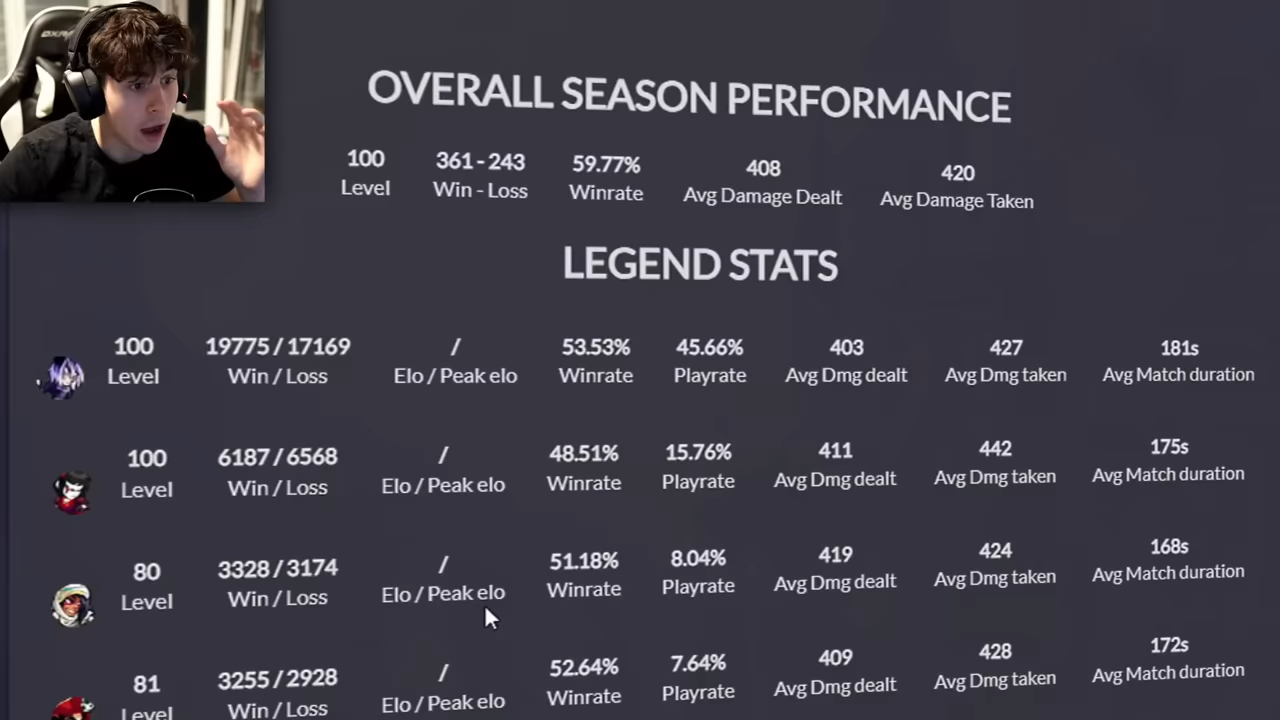 OVERALL SEASON PERFORMANCE
100 361 - 243 59.77% 408 420
Level Win - Loss Winrate Avg Damage Dealt Avg Damage Taken
LEGEND STATS
100 19775 / 17169 / 53.53% 45.66% 403 427 181s
Level Win / Loss Elo / Peak elo Winrate Playrate Avg Dmg dealt Avg Dmg taken Avg Match duration
100 6187 / 6568 / 48.51% 15.76% 411 442 175s
Level Win / Loss Elo / Peak elo Winrate Playrate Avg Dmg dealt Avg Dmg taken Avg Match duration
80 3328 / 3174 / 51.18% 8.04% 419 424 168s
Level Win / Loss Elo / Peak elo Winrate Playrate Avg Dmg dealt Avg Dmg taken Avg Match duration
81 3255 / 2928 / 52.64% 7.64% 409 428 172s
Level Win / Loss Elo / Peak elo Winrate Playrate Avg Dmg dealt Avg Dmg taken Avg Match duration